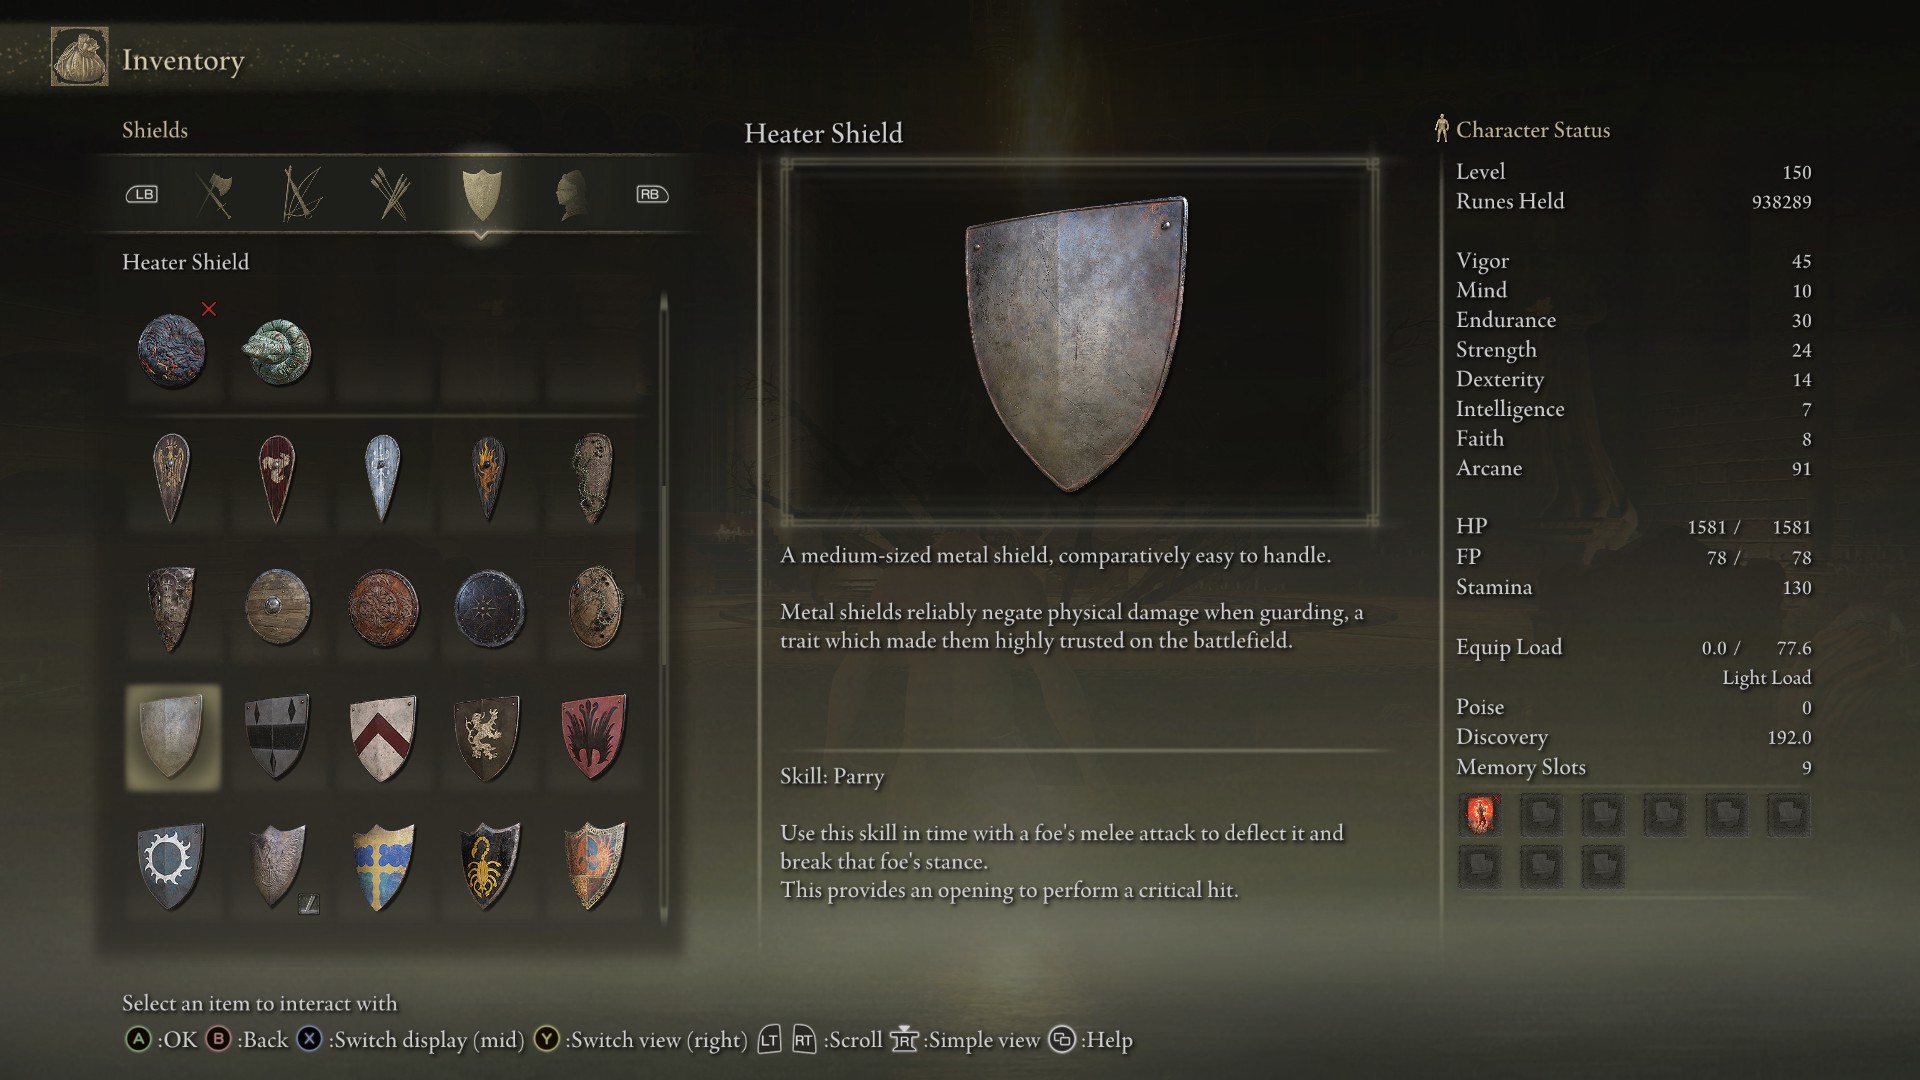 Inventory
Shields
LB
RB
Heater Shield
Heater Shield
A medium-sized metal shield, comparatively easy to handle.
Metal shields reliably negate physical damage when guarding, a
trait which made them highly trusted on the battlefield.
Skill: Parry
Use this skill in time with a foe's melee attack to deflect it and
break that foe's stance.
This provides an opening to perform a critical hit.
Character Status
Level 150
Runes Held 938289
Vigor 45
Mind 10
Endurance 30
Strength 24
Dexterity 14
Intelligence 7
Faith 8
Arcane 91
HP 1581 / 1581
FP 78 / 78
Stamina 130
Equip Load 0.0 / 77.6
Light Load
Poise 0
Discovery 192.0
Memory Slots 9
Select an item to interact with
A :OK B :Back X :Switch display (mid) Y :Switch view (right) LT RT :Scroll R :Simple view :Help